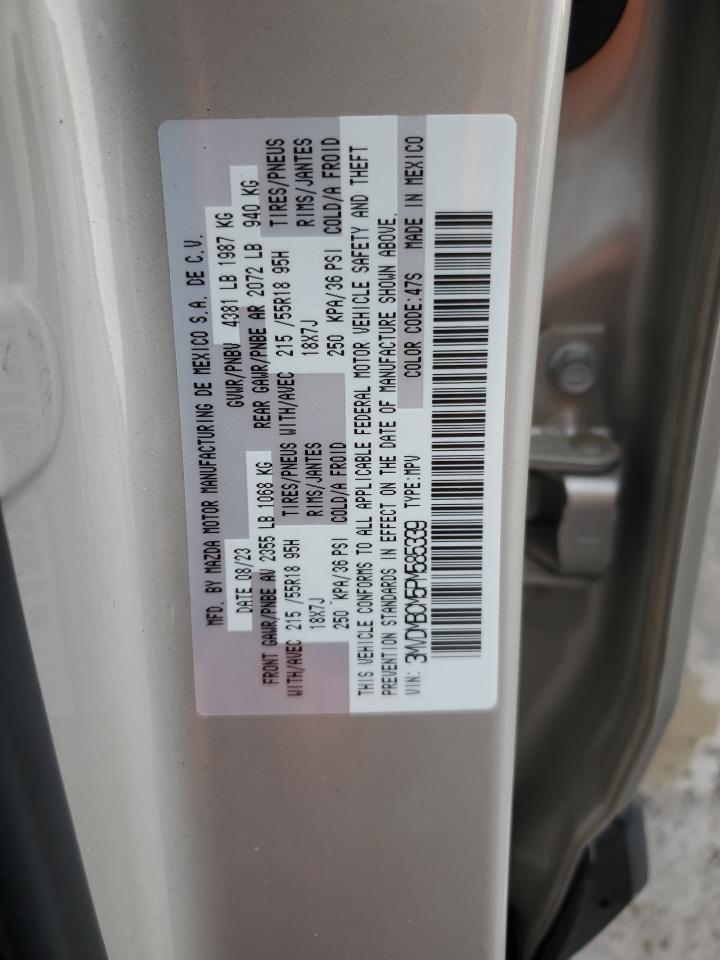 MFD. BY MAZDA MOTOR MANUFACTURING DE MEXICO S.A. DE C.V.
DATE 08/23 GVWR/PNBV 4381 LB 1987 KG
FRONT GAWR/PNBE AV 2355 LB 1068 KG REAR GAWR/PNBE AR 2072 LB 940 KG
WITH/AVEC 215 /55R18 95H TIRES/PNEUS WITH/AVEC 215 /55R18 95H TIRES/PNEUS
18X7J RIMS/JANTES 18X7J RIMS/JANTES
250 KPA/36 PSI COLD/A FROID 250 KPA/36 PSI COLD/A FROID
THIS VEHICLE CONFORMS TO ALL APPLICABLE FEDERAL MOTOR VEHICLE SAFETY AND THEFT
PREVENTION STANDARDS IN EFFECT ON THE DATE OF MANUFACTURE SHOWN ABOVE.
VIN: 3MVDMBCM5PM585339 TYPE:MPV COLOR CODE:47S MADE IN MEXICO